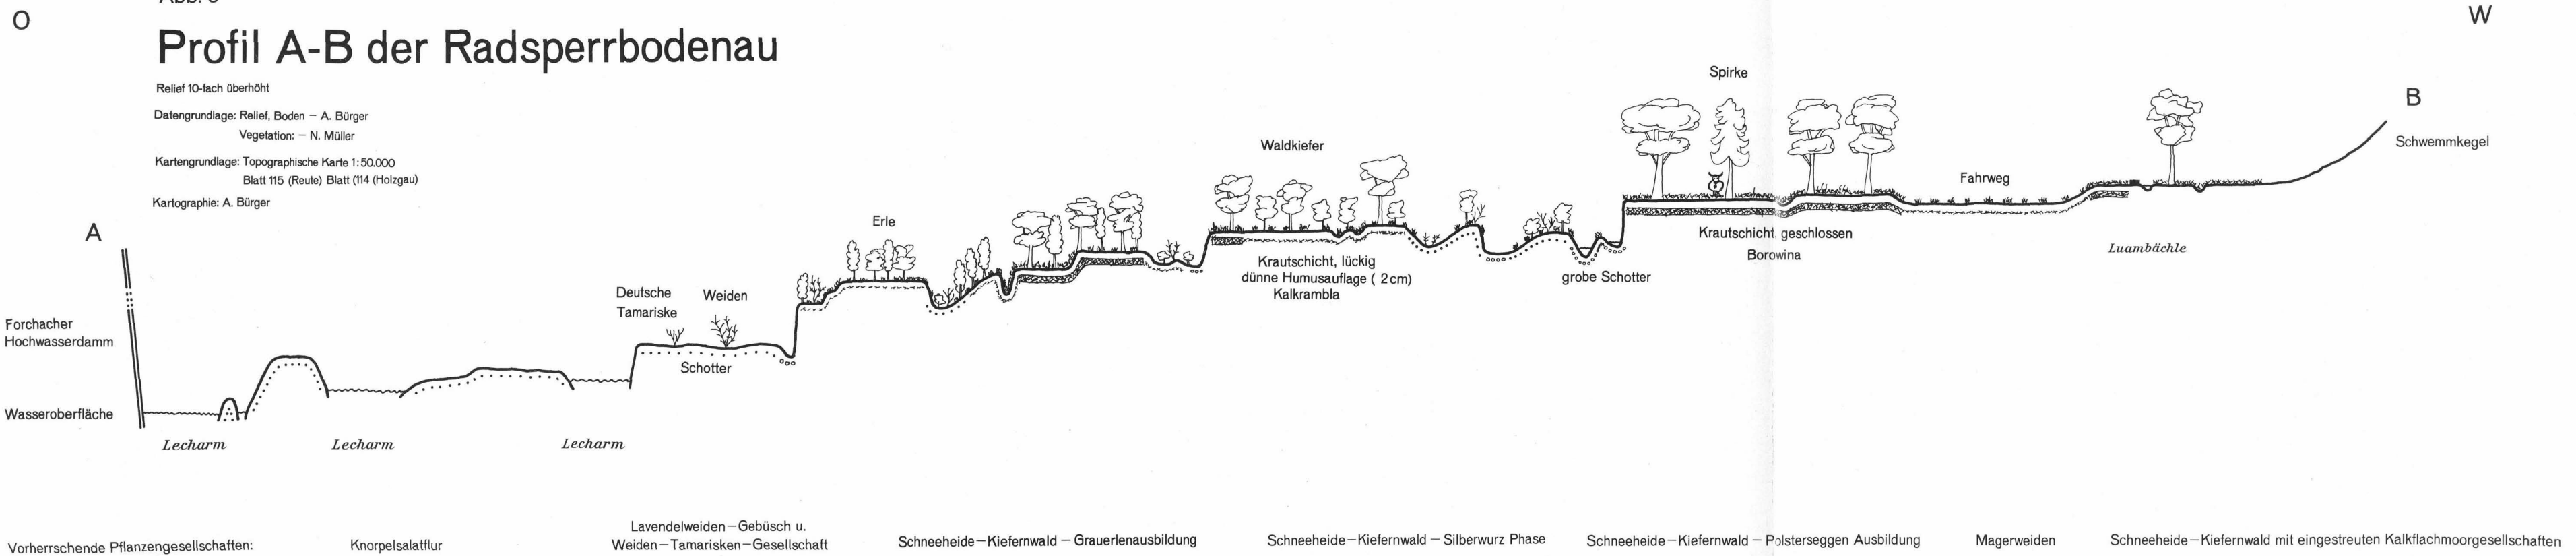 O
W
Profil A-B der Radsperrbodenau
Relief 10-fach überhöht
Datengrundlage: Relief, Boden – A. Bürger
Vegetation: – N. Müller
Kartengrundlage: Topographische Karte 1:50.000
Blatt 115 (Reute) Blatt (114 (Holzgau)
Kartographie: A. Bürger
A
B
Schwemmkegel
Spirke
Waldkiefer
Fahrweg
Erle
Krautschicht geschlossen
Borowina
Luambächle
Krautschicht, lückig
dünne Humusauflage ( 2cm)
Kalkrambla
grobe Schotter
Deutsche
Tamariske
Weiden
Schotter
Forchacher
Hochwasserdamm
Wasseroberfläche
Lecharm
Lecharm
Lecharm
Vorherrschende Pflanzengesellschaften:
Knorpelsalatflur
Lavendelweiden–Gebüsch u.
Weiden–Tamarisken–Gesellschaft
Schneeheide–Kiefernwald – Grauerlenausbildung
Schneeheide–Kiefernwald – Silberwurz Phase
Schneeheide–Kiefernwald – Polsterseggen Ausbildung
Magerweiden
Schneeheide–Kiefernwald mit eingestreuten Kalkflachmoorgesellschaften